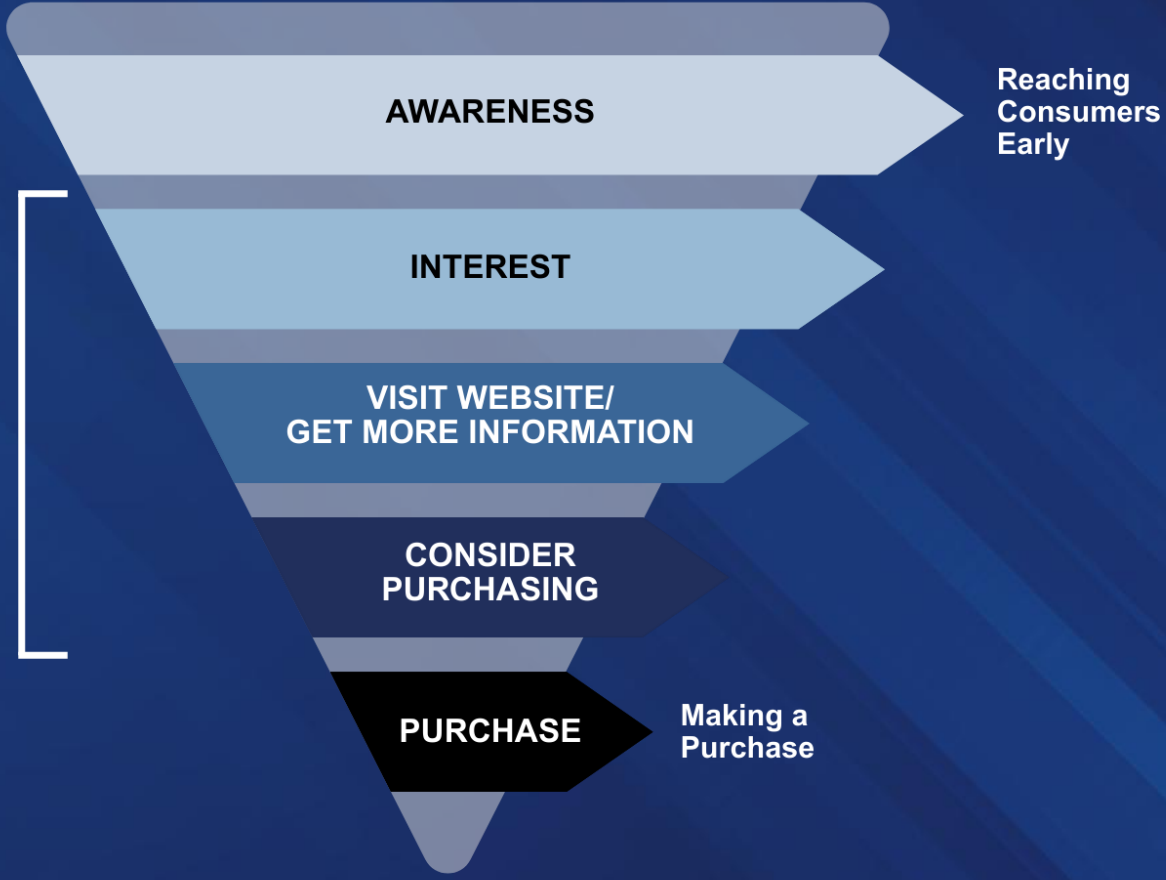 AWARENESS
Reaching
Consumers
Early
INTEREST
VISIT WEBSITE/
GET MORE INFORMATION
CONSIDER
PURCHASING
PURCHASE
Making a
Purchase